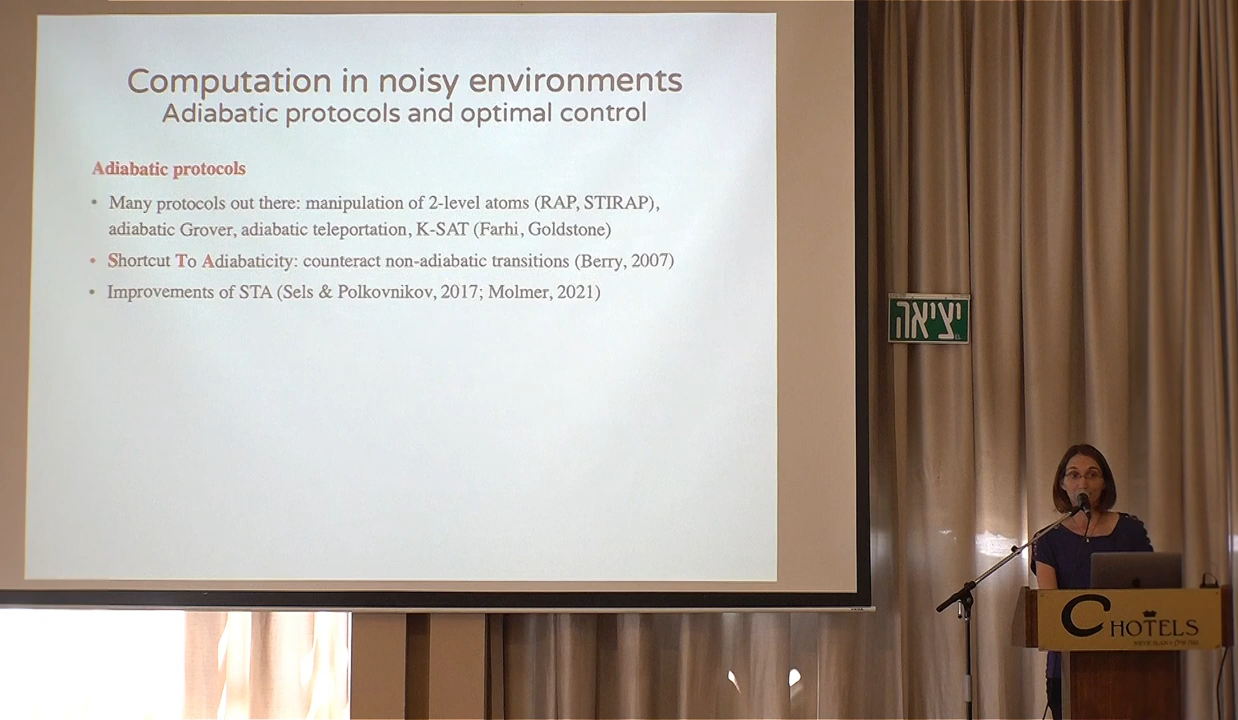 Computation in noisy environments
Adiabatic protocols and optimal control
Adiabatic protocols
• Many protocols out there: manipulation of 2-level atoms (RAP, STIRAP),
adiabatic Grover, adiabatic teleportation, K-SAT (Farhi, Goldstone)
• Shortcut To Adiabaticity: counteract non-adiabatic transitions (Berry, 2007)
• Improvements of STA (Sels & Polkovnikov, 2017; Molmer, 2021)
יציאה
C HOTELS